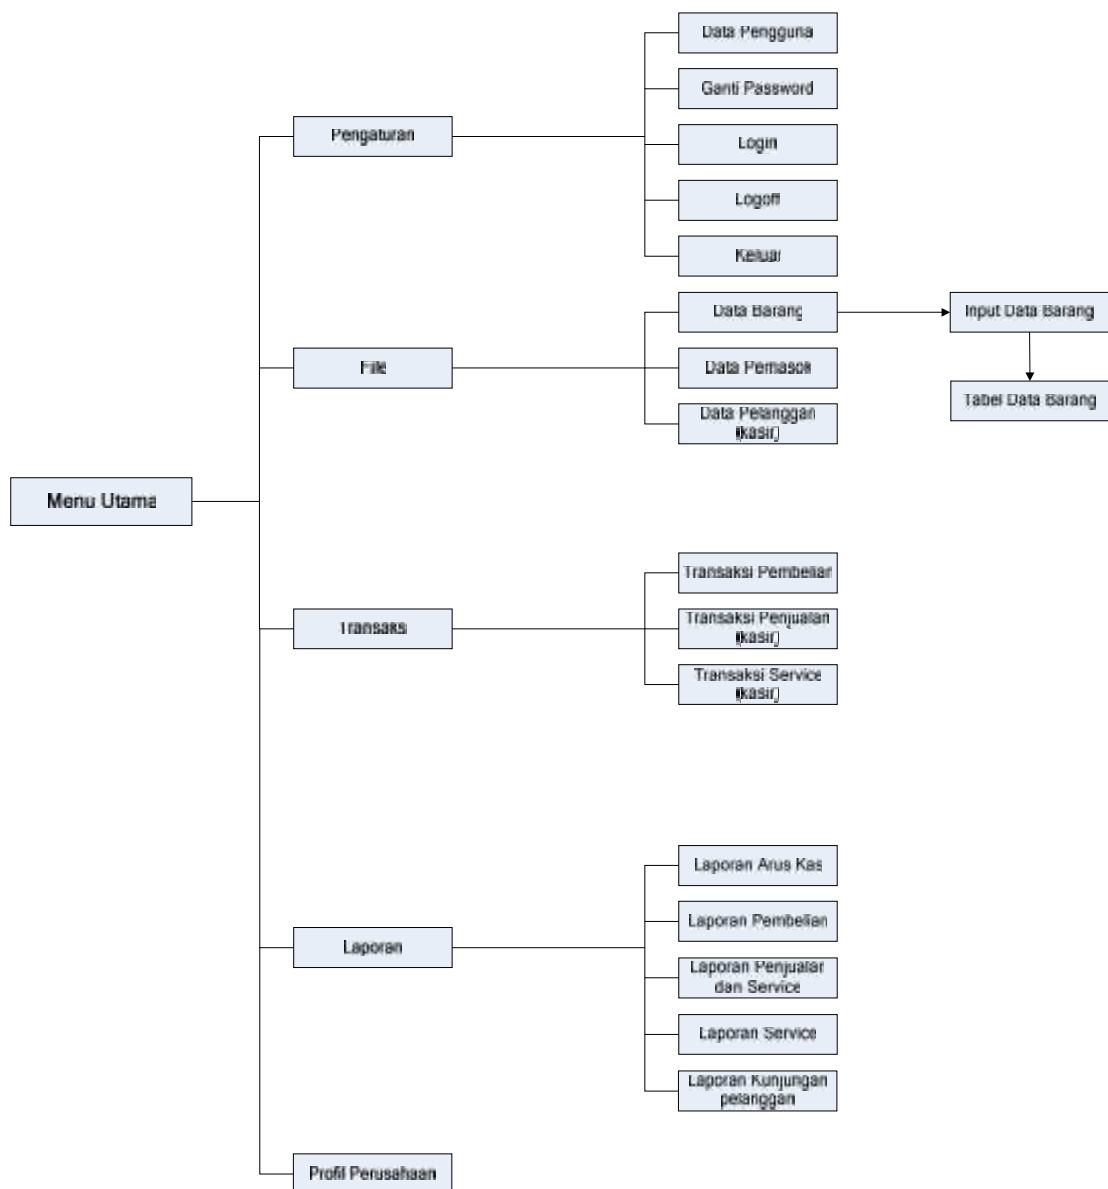 Data Pengguna
Ganti Password
Pengaturan
Login
Logoff
Keluar
Data Barang
Input Data Barang
File
Data Pemasok
Tabel Data Barang
Data Pelanggan
(kasir)
Menu Utama
Transaksi Pembelian
Transaksi
Transaksi Penjualan
(kasir)
Transaksi Service
(kasir)
Laporan Arus Kas
Laporan Pembelian
Laporan
Laporan Penjualan
dan Service
Laporan Service
Laporan Kunjungan
pelanggan
Profil Perusahaan